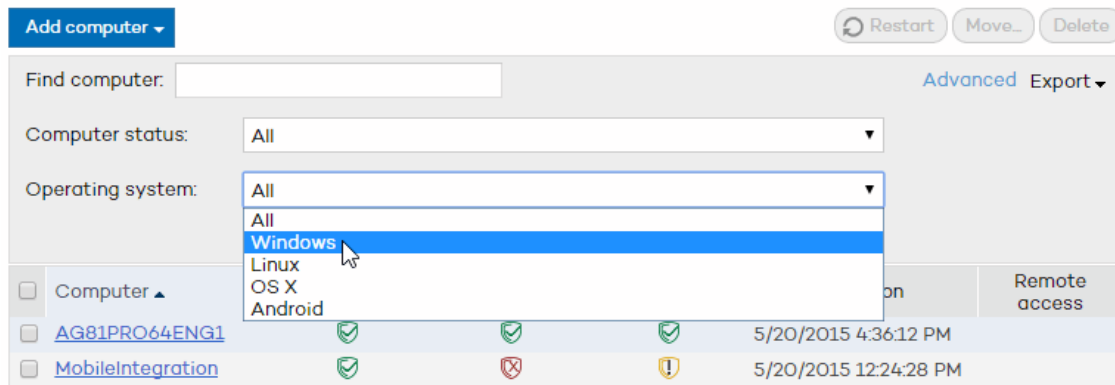 Add computer
Restart Move... Delete
Find computer:
Advanced Export
Computer status: All
Operating system: All
All
Windows
Linux
OS X
Android
Computer on Remote access
AG81PRO64ENG1 5/20/2015 4:36:12 PM
MobileIntegration 5/20/2015 12:24:28 PM